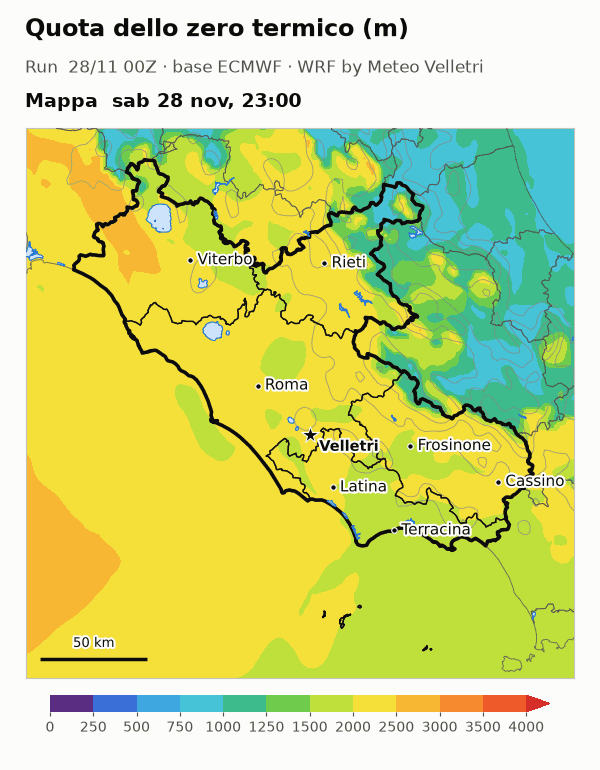 Quota dello zero termico (m)
Run  28/11 00Z · base ECMWF · WRF by Meteo Velletri
Mappa  sab 28 nov, 23:00
Viterbo
Rieti
Roma
Velletri
Frosinone
Cassino
Latina
Terracina
50 km
0 250 500 750 1000 1250 1500 2000 2500 3000 3500 4000